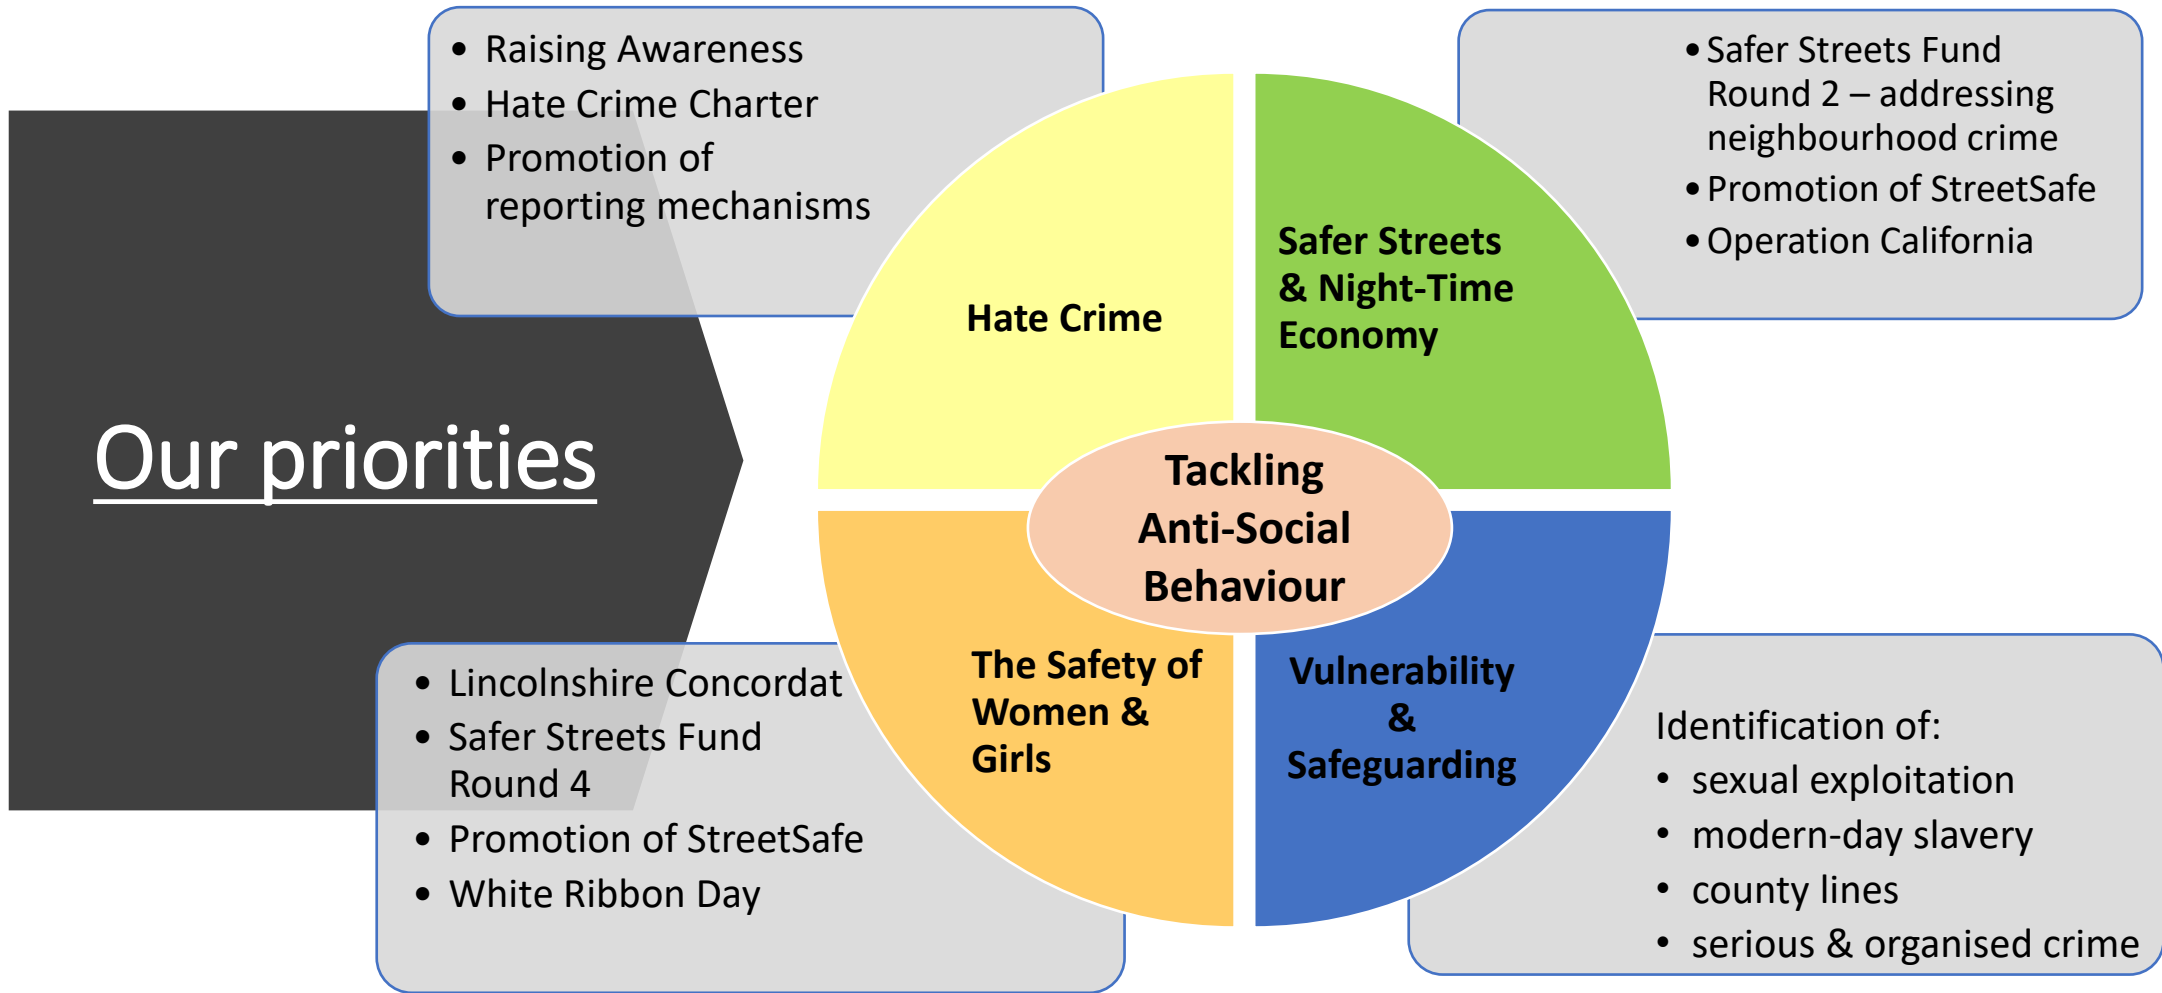 Our priorities
• Raising Awareness
• Hate Crime Charter
• Promotion of
reporting mechanisms
Hate Crime
• Safer Streets Fund
Round 2 – addressing
neighbourhood crime
• Promotion of StreetSafe
• Operation California
Safer Streets
& Night-Time
Economy
Tackling
Anti-Social
Behaviour
• Lincolnshire Concordat
• Safer Streets Fund
Round 4
• Promotion of StreetSafe
• White Ribbon Day
The Safety of
Women &
Girls
Vulnerability
&
Safeguarding
Identification of:
• sexual exploitation
• modern-day slavery
• county lines
• serious & organised crime